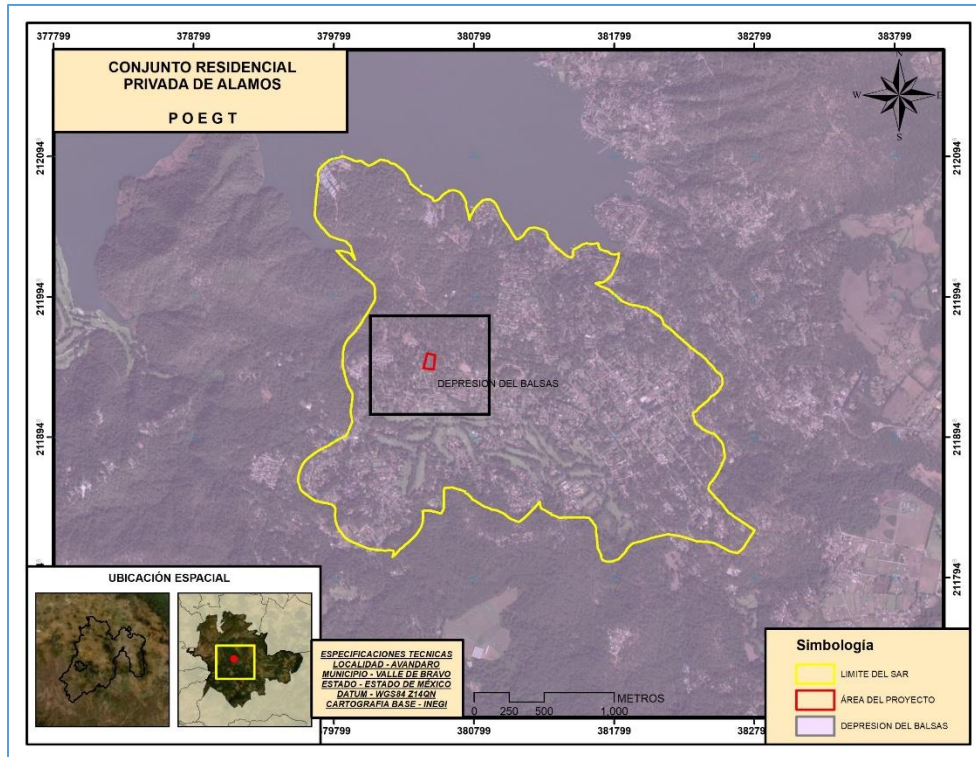 377799 378799 379799 380799 381799 382799 383799
CONJUNTO RESIDENCIAL
PRIVADA DE ALAMOS
P O E G T
N
W E
S
212094
212094
211994
211994
DEPRESION DEL BALSAS
211894
211894
211794
UBICACIÓN ESPACIAL
ESPECIFICACIONES TECNICAS
LOCALIDAD - AVANDARO
MUNICIPIO - VALLE DE BRAVO
ESTADO - ESTADO DE MÉXICO
DATUM - WGS84 Z14QN
CARTOGRAFIA BASE - INEGI
METROS
0 250 500 1,000
Simbología
LIMITE DEL SAR
ÁREA DEL PROYECTO
DEPRESION DEL BALSAS
79799 380799 381799 3827